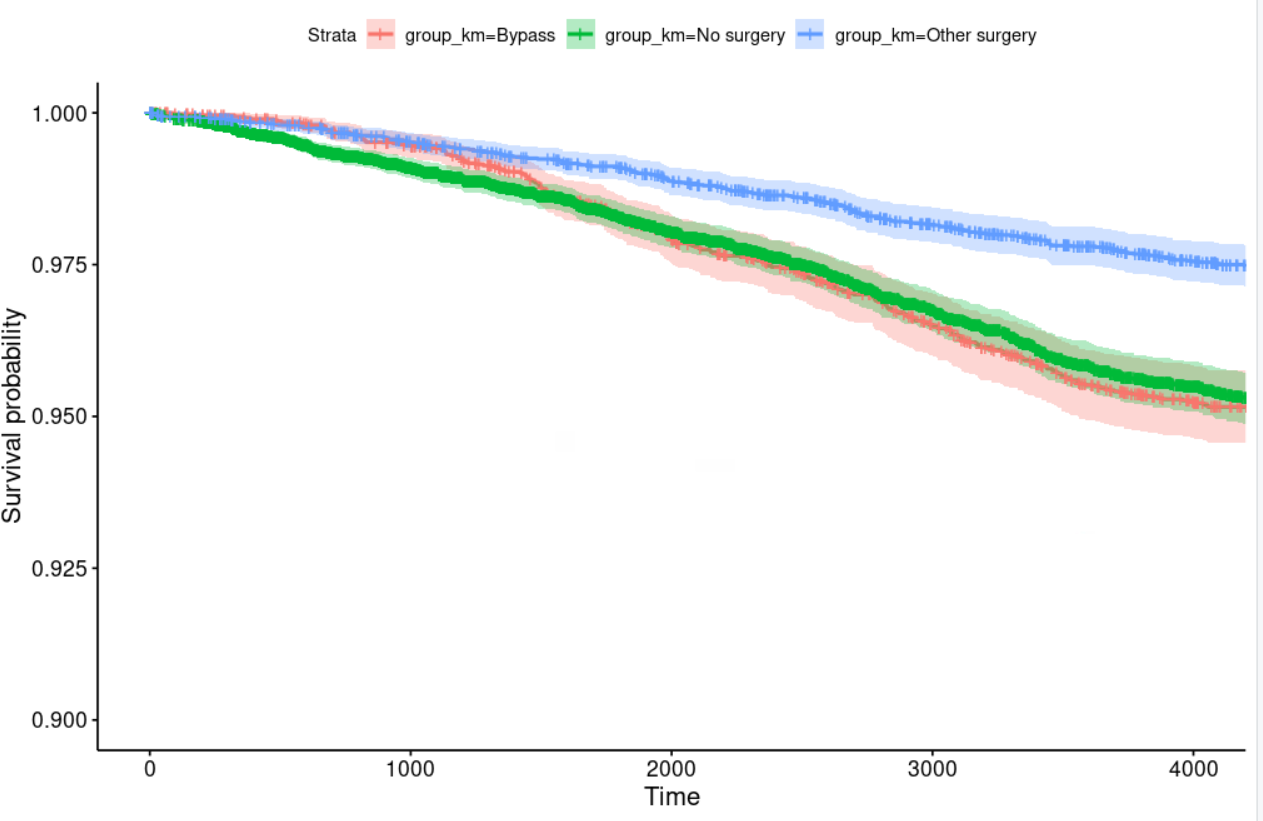 Strata group_km=Bypass group_km=No surgery group_km=Other surgery
1.000
0.975
0.950
0.925
0.900
Survival probability
0 1000 2000 3000 4000
Time